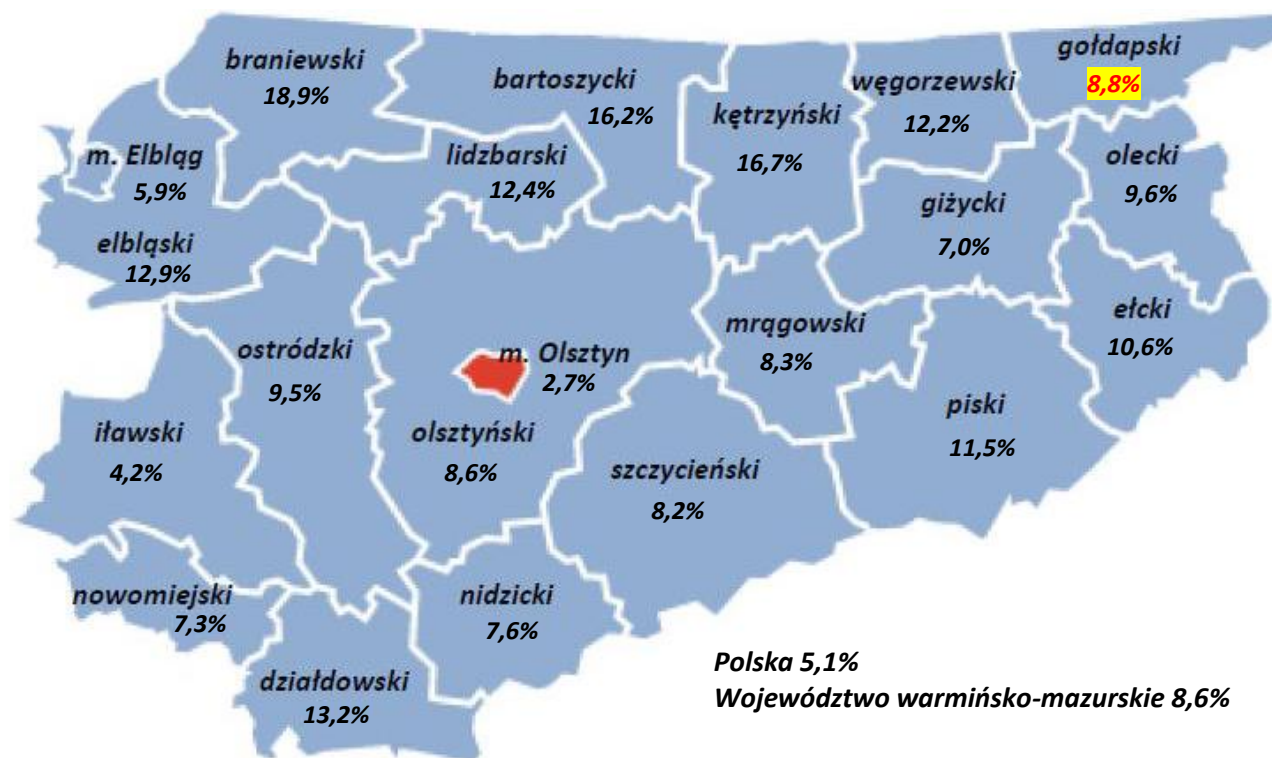 braniewski
18,9%
bartoszycki
16,2%
kętrzyński
16,7%
węgorzewski
12,2%
gołdapski
8,8%
m. Elbląg
5,9%
lidzbarski
12,4%
olecki
9,6%
giżycki
7,0%
elbląski
12,9%
ełcki
10,6%
ostródzki
9,5%
m. Olsztyn
2,7%
mrągowski
8,3%
piski
11,5%
iławski
4,2%
olsztyński
8,6%
szczycieński
8,2%
nowomiejski
7,3%
nidzicki
7,6%
działdowski
13,2%
Polska 5,1%
Województwo warmińsko-mazurskie 8,6%